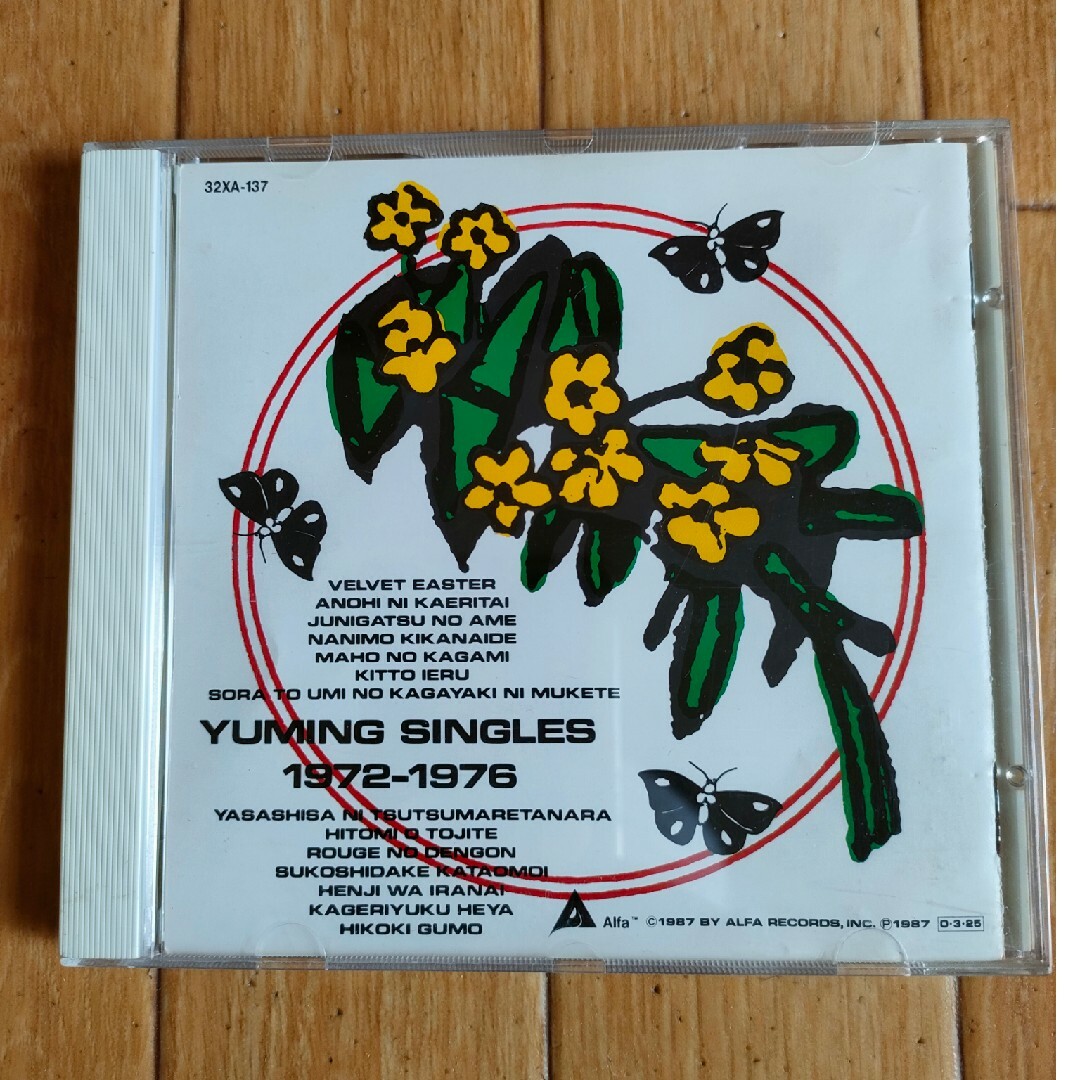 32XA-137
VELVET EASTER
ANOHI NI KAERITAI
JUNIGATSU NO AME
NANIMO KIKANAIDE
MAHO NO KAGAMI
KITTO IERU
SORA TO UMI NO KAGAYAKI NI MUKETE
YUMING SINGLES
1972-1976
YASASHISA NI TSUTSUMARETANARA
HITOMI O TOJITE
ROUGE NO DENGON
SUKOSHIDAKE KATAOMOI
HENJI WA IRANAI
KAGERIYUKU HEYA
HIKOKI GUMO
Alfa™ ©1987 BY ALFA RECORDS, INC. ℗1987 O·3·25